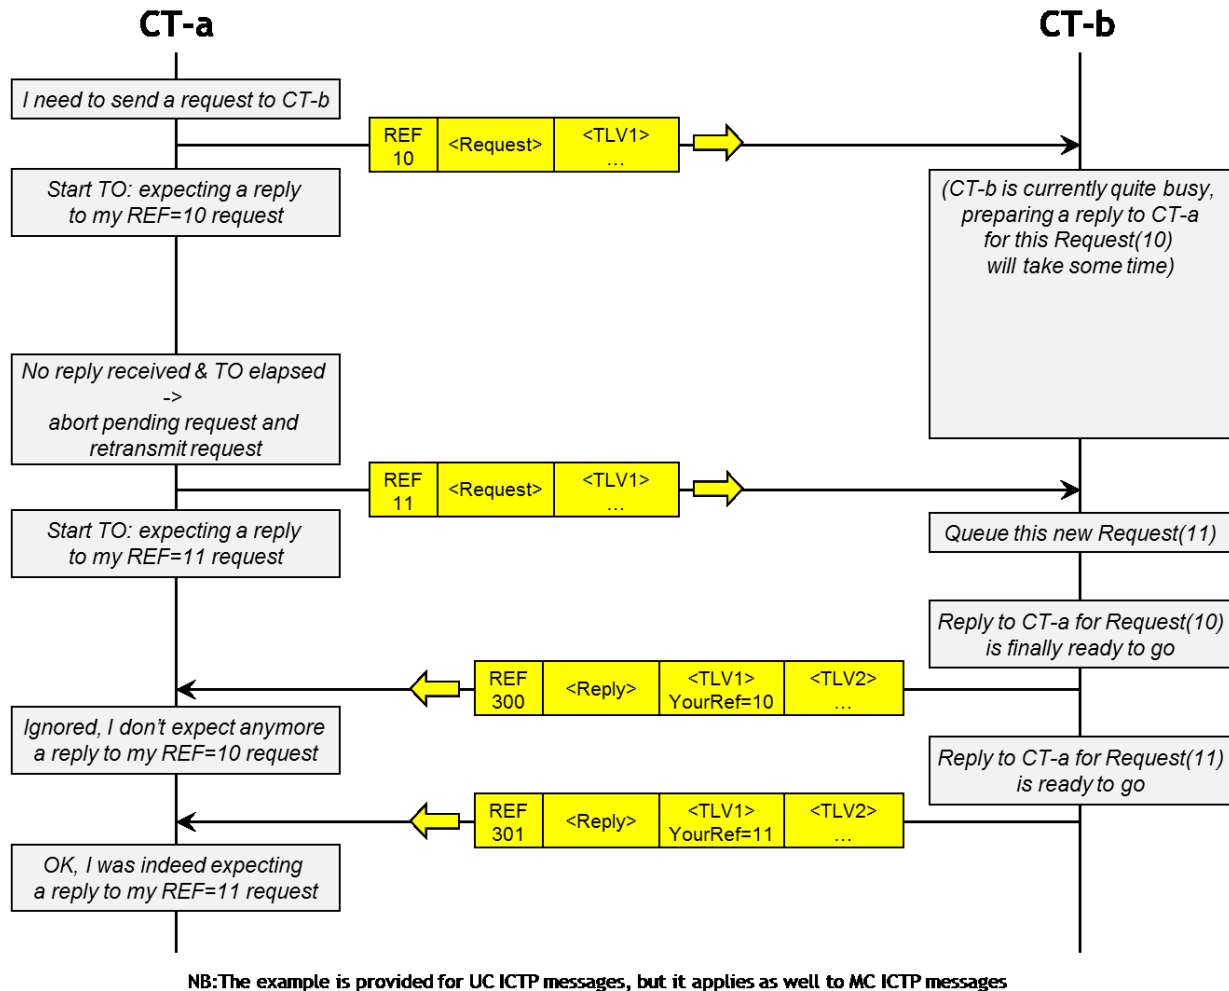 CT-a
CT-b
I need to send a request to CT-b
REF
10
<Request>
<TLV1>
...
Start TO: expecting a reply
to my REF=10 request
(CT-b is currently quite busy,
preparing a reply to CT-a
for this Request(10)
will take some time)
No reply received & TO elapsed
->
abort pending request and
retransmit request
REF
11
<Request>
<TLV1>
...
Start TO: expecting a reply
to my REF=11 request
Queue this new Request(11)
Reply to CT-a for Request(10)
is finally ready to go
REF
300
<Reply>
<TLV1>
YourRef=10
<TLV2>
...
Ignored, I don't expect anymore
a reply to my REF=10 request
Reply to CT-a for Request(11)
is ready to go
REF
301
<Reply>
<TLV1>
YourRef=11
<TLV2>
...
OK, I was indeed expecting
a reply to my REF=11 request
NB:The example is provided for UC ICTP messages, but it applies as well to MC ICTP messages